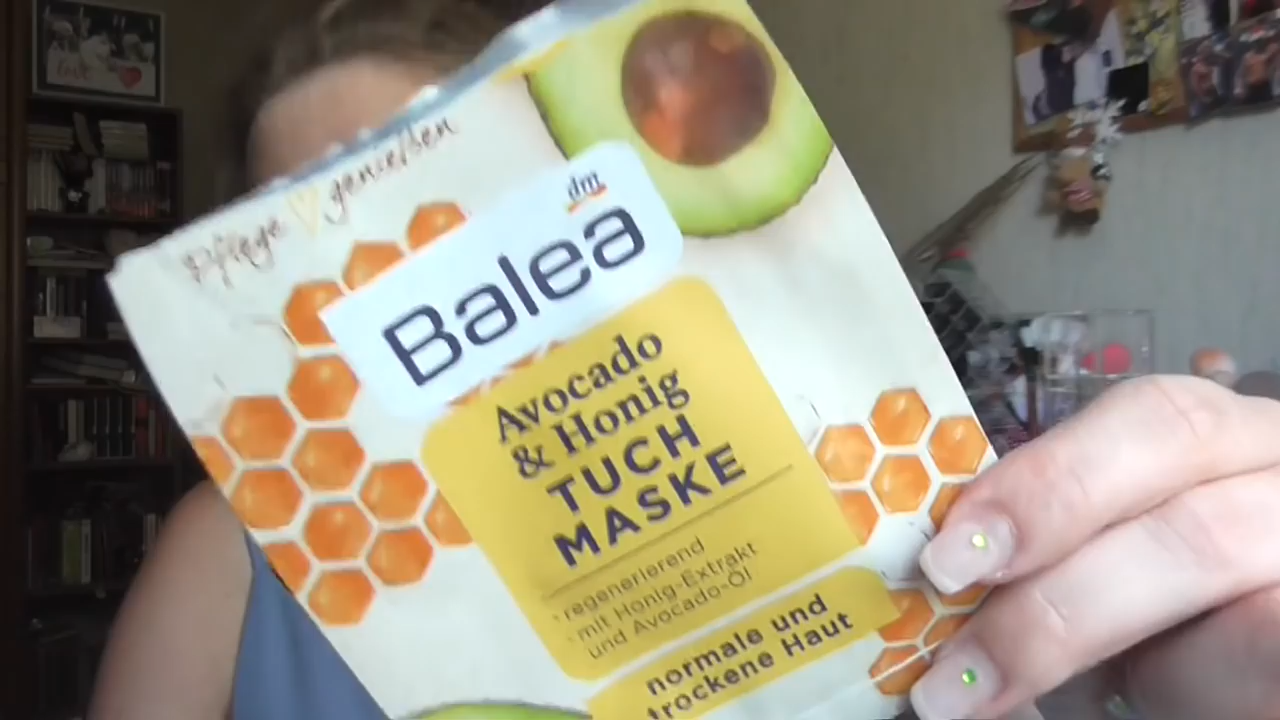 Pflege genießen
dm
Balea
Avocado
& Honig
TUCH
MASKE
· regenerierend
· mit Honig-Extrakt
und Avocado-Öl
normale und
trockene Haut
love